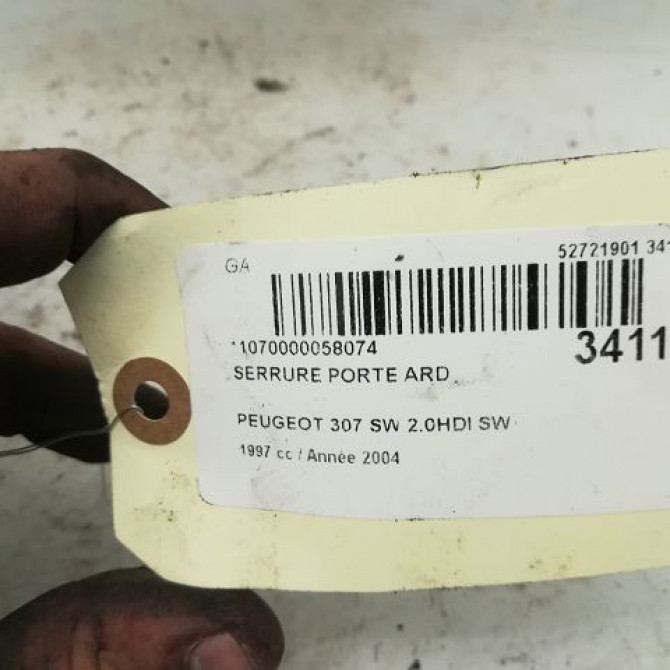 GA
52721901 341
*1070000058074
3411
SERRURE PORTE ARD
PEUGEOT 307 SW 2.0HDI SW
1997 cc / Année 2004